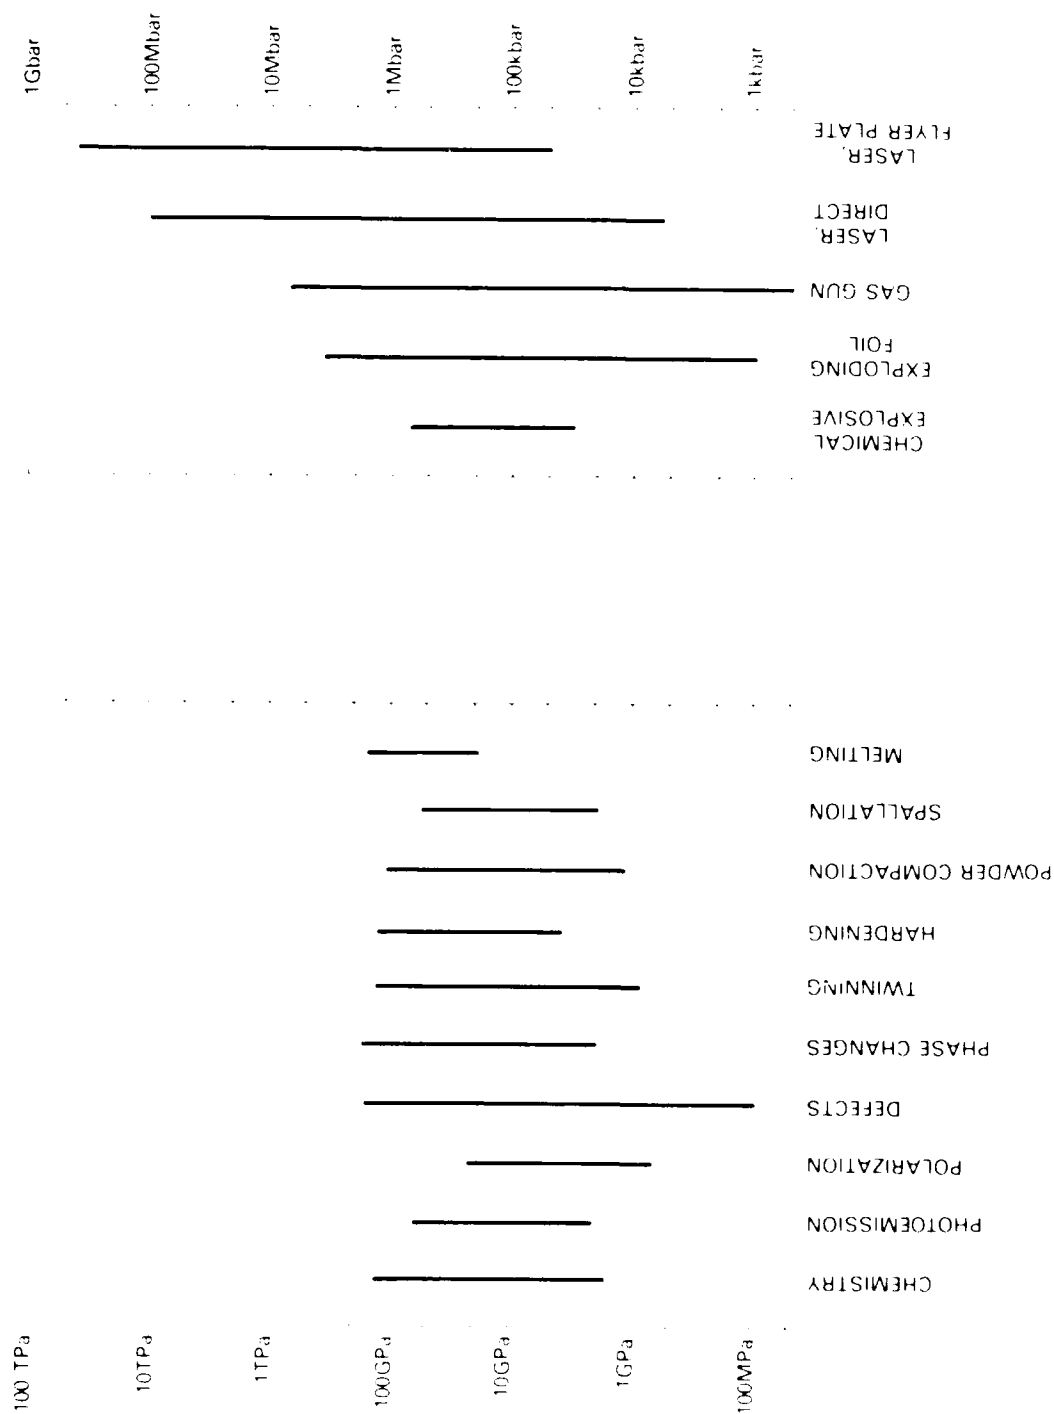 1Gbar
100Mbar
10Mbar
1Mbar
100kbar
10kbar
1kbar
LASER,
FLYER PLATE
LASER,
DIRECT
GAS GUN
EXPLODING
FOIL
CHEMICAL
EXPLOSIVE
MELTING
SPALLATION
POWDER COMPACTION
HARDENING
TWINNING
PHASE CHANGES
DEFECTS
POLARIZATION
PHOTOEMISSION
CHEMISTRY
100 TPa
10TPa
1TPa
100GPa
10GPa
1GPa
100MPa